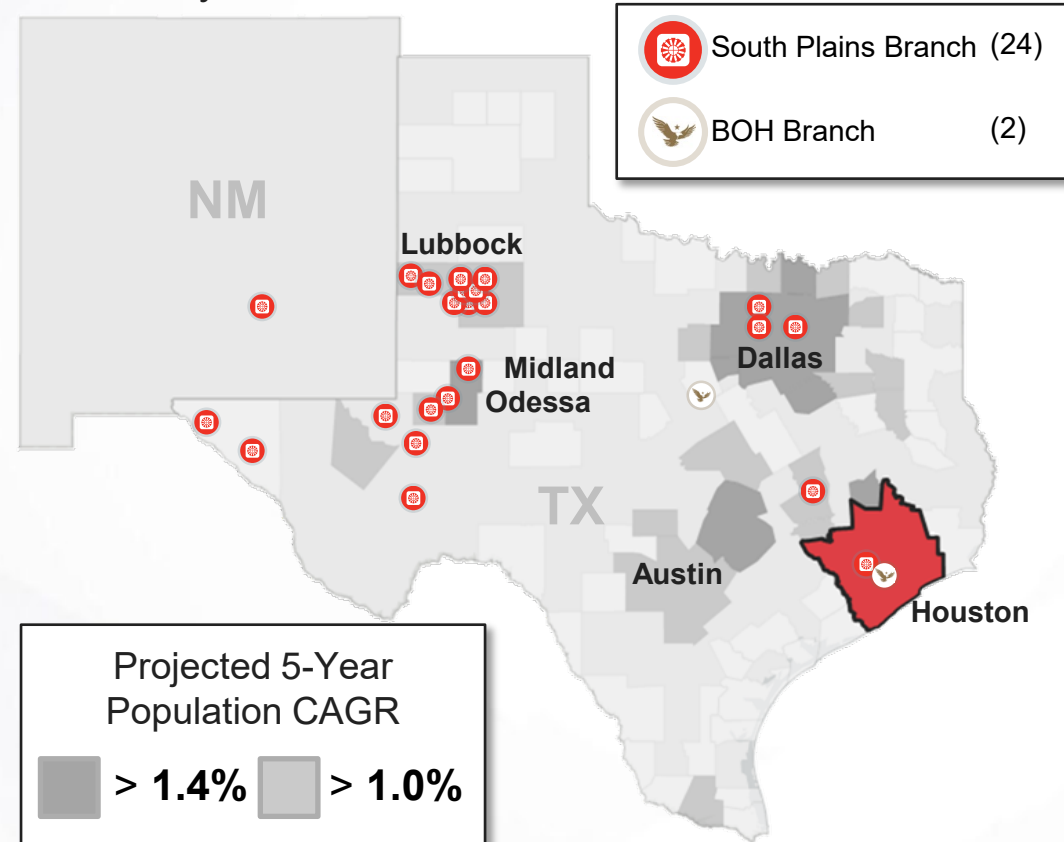 South Plains Branch (24)
BOH Branch (2)
NM
Lubbock
Midland
Odessa
Dallas
TX
Austin
Houston
Projected 5-Year
Population CAGR
> 1.4% > 1.0%